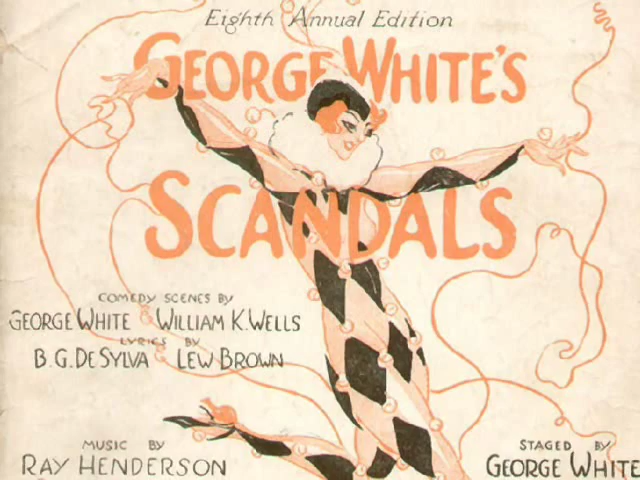 Eighth Annual Edition
GEORGE WHITE'S
SCANDALS
COMEDY SCENES BY
GEORGE WHITE & WILLIAM K. WELLS
LYRICS BY
B. G. DE SYLVA & LEW BROWN
MUSIC BY
RAY HENDERSON
STAGED BY
GEORGE WHITE